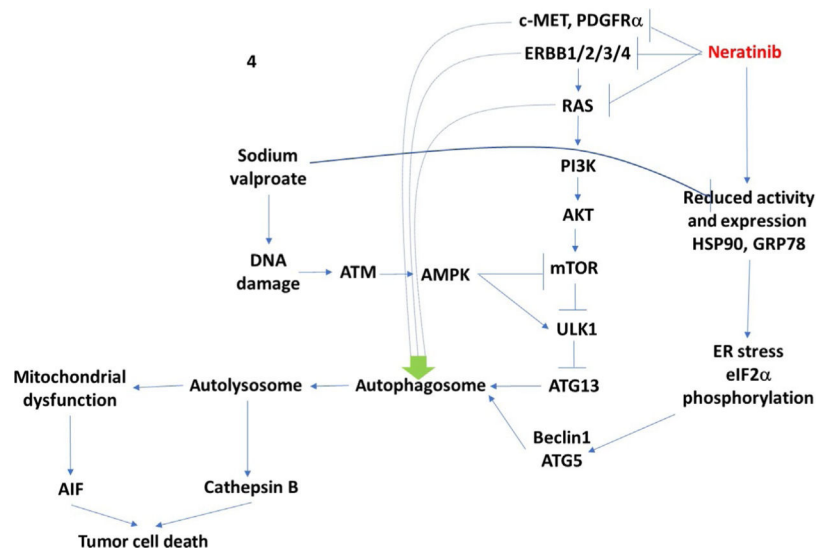 c-MET, PDGFRα
4
ERBB1/2/3/4
Neratinib
RAS
Sodium
valproate
PI3K
Reduced activity
and expression
HSP90, GRP78
AKT
DNA
damage
ATM
AMPK
mTOR
ULK1
ER stress
eIF2α
phosphorylation
Mitochondrial
dysfunction
Autolysosome
Autophagosome
ATG13
Beclin1
ATG5
AIF
Cathepsin B
Tumor cell death